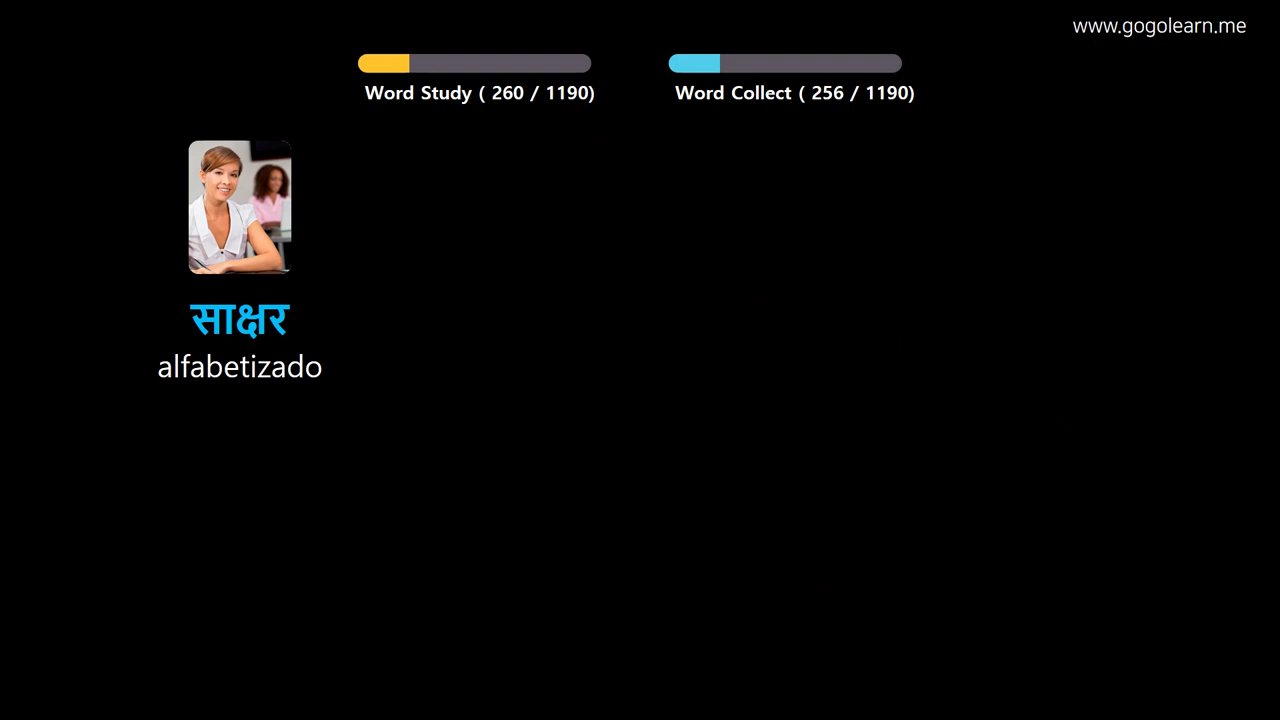 www.gogolearn.me
Word Study ( 260 / 1190)
Word Collect ( 256 / 1190)
साक्षर
alfabetizado